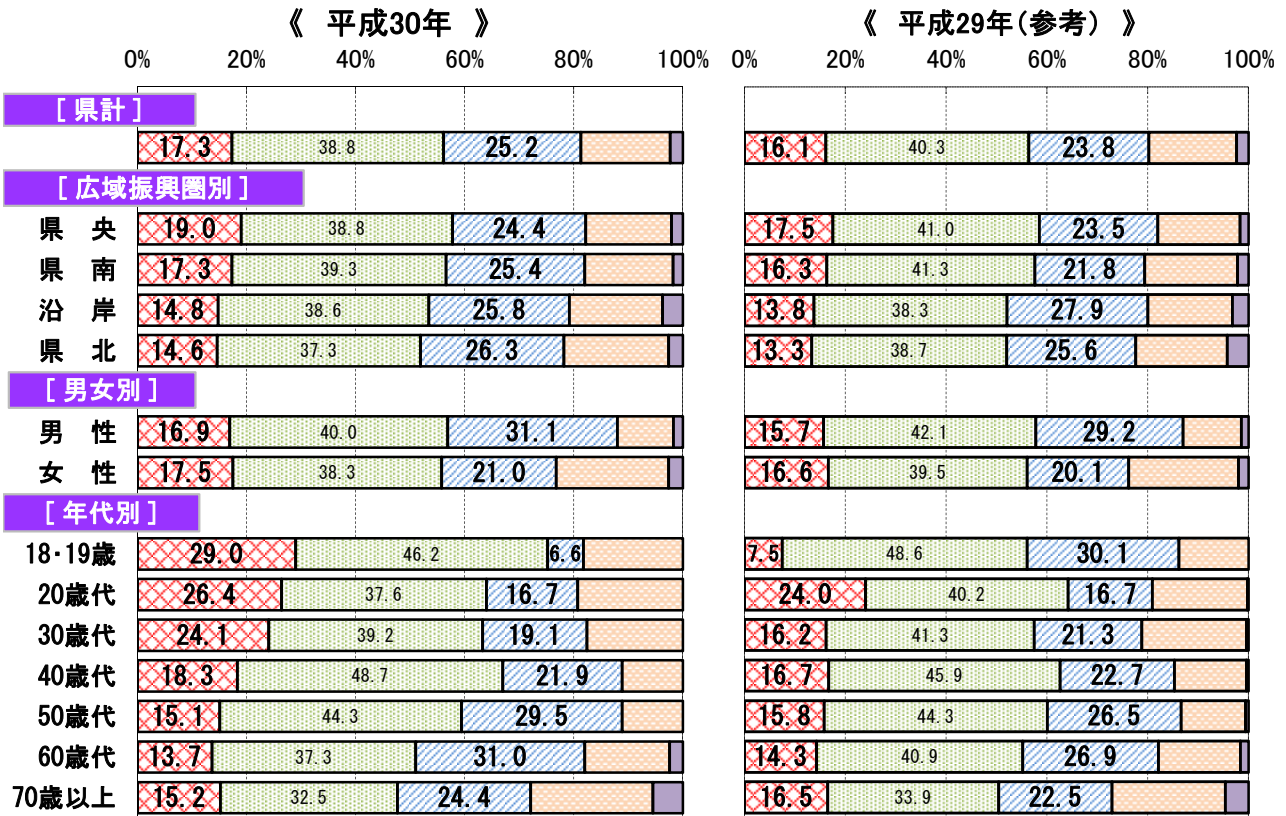 《 平成30年 》 《 平成29年(参考) 》
0% 20% 40% 60% 80% 100% 0% 20% 40% 60% 80% 100%
[ 県計 ]
17.3 38.8 25.2 16.1 40.3 23.8
[ 広域振興圏別 ]
県 央 19.0 38.8 24.4 17.5 41.0 23.5
県 南 17.3 39.3 25.4 16.3 41.3 21.8
沿 岸 14.8 38.6 25.8 13.8 38.3 27.9
県 北 14.6 37.3 26.3 13.3 38.7 25.6
[ 男女別 ]
男 性 16.9 40.0 31.1 15.7 42.1 29.2
女 性 17.5 38.3 21.0 16.6 39.5 20.1
[ 年代別 ]
18・19歳 29.0 46.2 6.6 7.5 48.6 30.1
20歳代 26.4 37.6 16.7 24.0 40.2 16.7
30歳代 24.1 39.2 19.1 16.2 41.3 21.3
40歳代 18.3 48.7 21.9 16.7 45.9 22.7
50歳代 15.1 44.3 29.5 15.8 44.3 26.5
60歳代 13.7 37.3 31.0 14.3 40.9 26.9
70歳以上 15.2 32.5 24.4 16.5 33.9 22.5